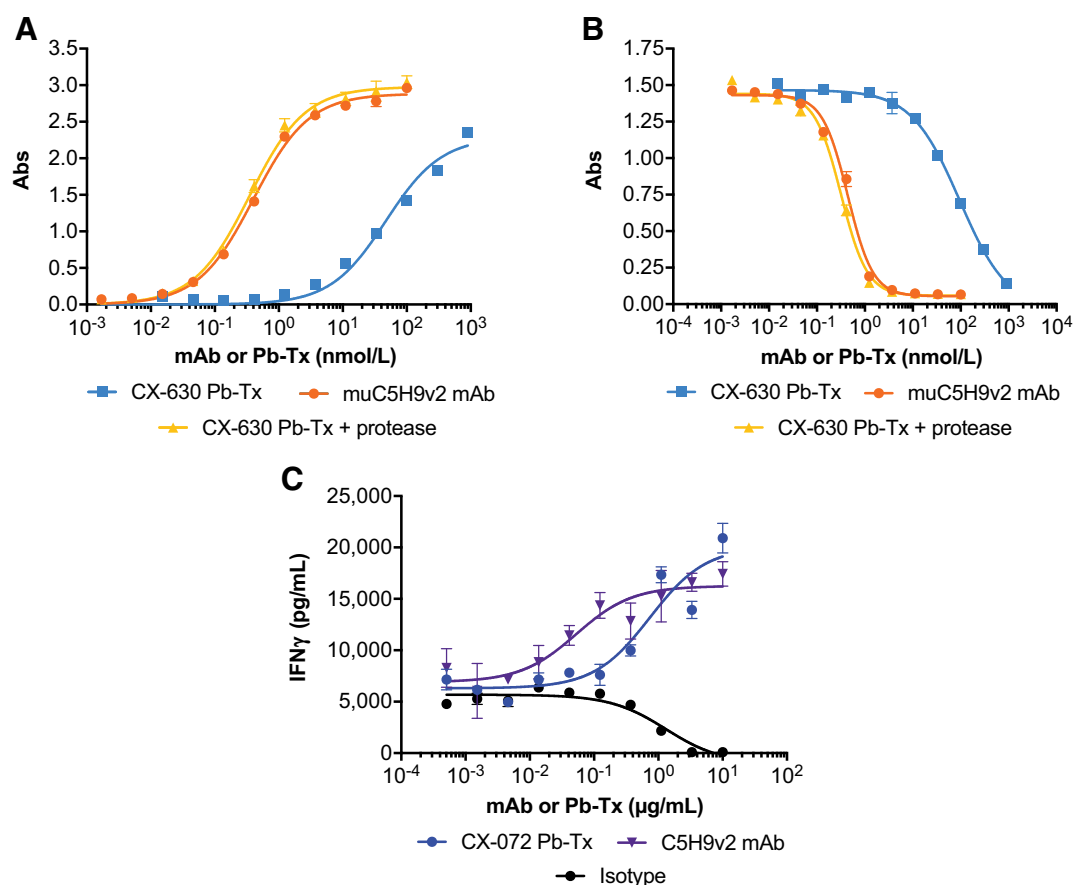 A
3.5
3.0
2.5
2.0
1.5
1.0
0.5
0.0
Abs
10-3 10-2 10-1 100 101 102 103
mAb or Pb-Tx (nmol/L)
CX-630 Pb-Tx muC5H9v2 mAb
CX-630 Pb-Tx + protease
B
1.75
1.50
1.25
1.00
0.75
0.50
0.25
0.00
Abs
10-4 10-3 10-2 10-1 100 101 102 103 104
mAb or Pb-Tx (nmol/L)
CX-630 Pb-Tx muC5H9v2 mAb
CX-630 Pb-Tx + protease
C
25,000
20,000
15,000
10,000
5,000
0
IFNγ (pg/mL)
10-4 10-3 10-2 10-1 100 101 102
mAb or Pb-Tx (µg/mL)
CX-072 Pb-Tx C5H9v2 mAb
Isotype